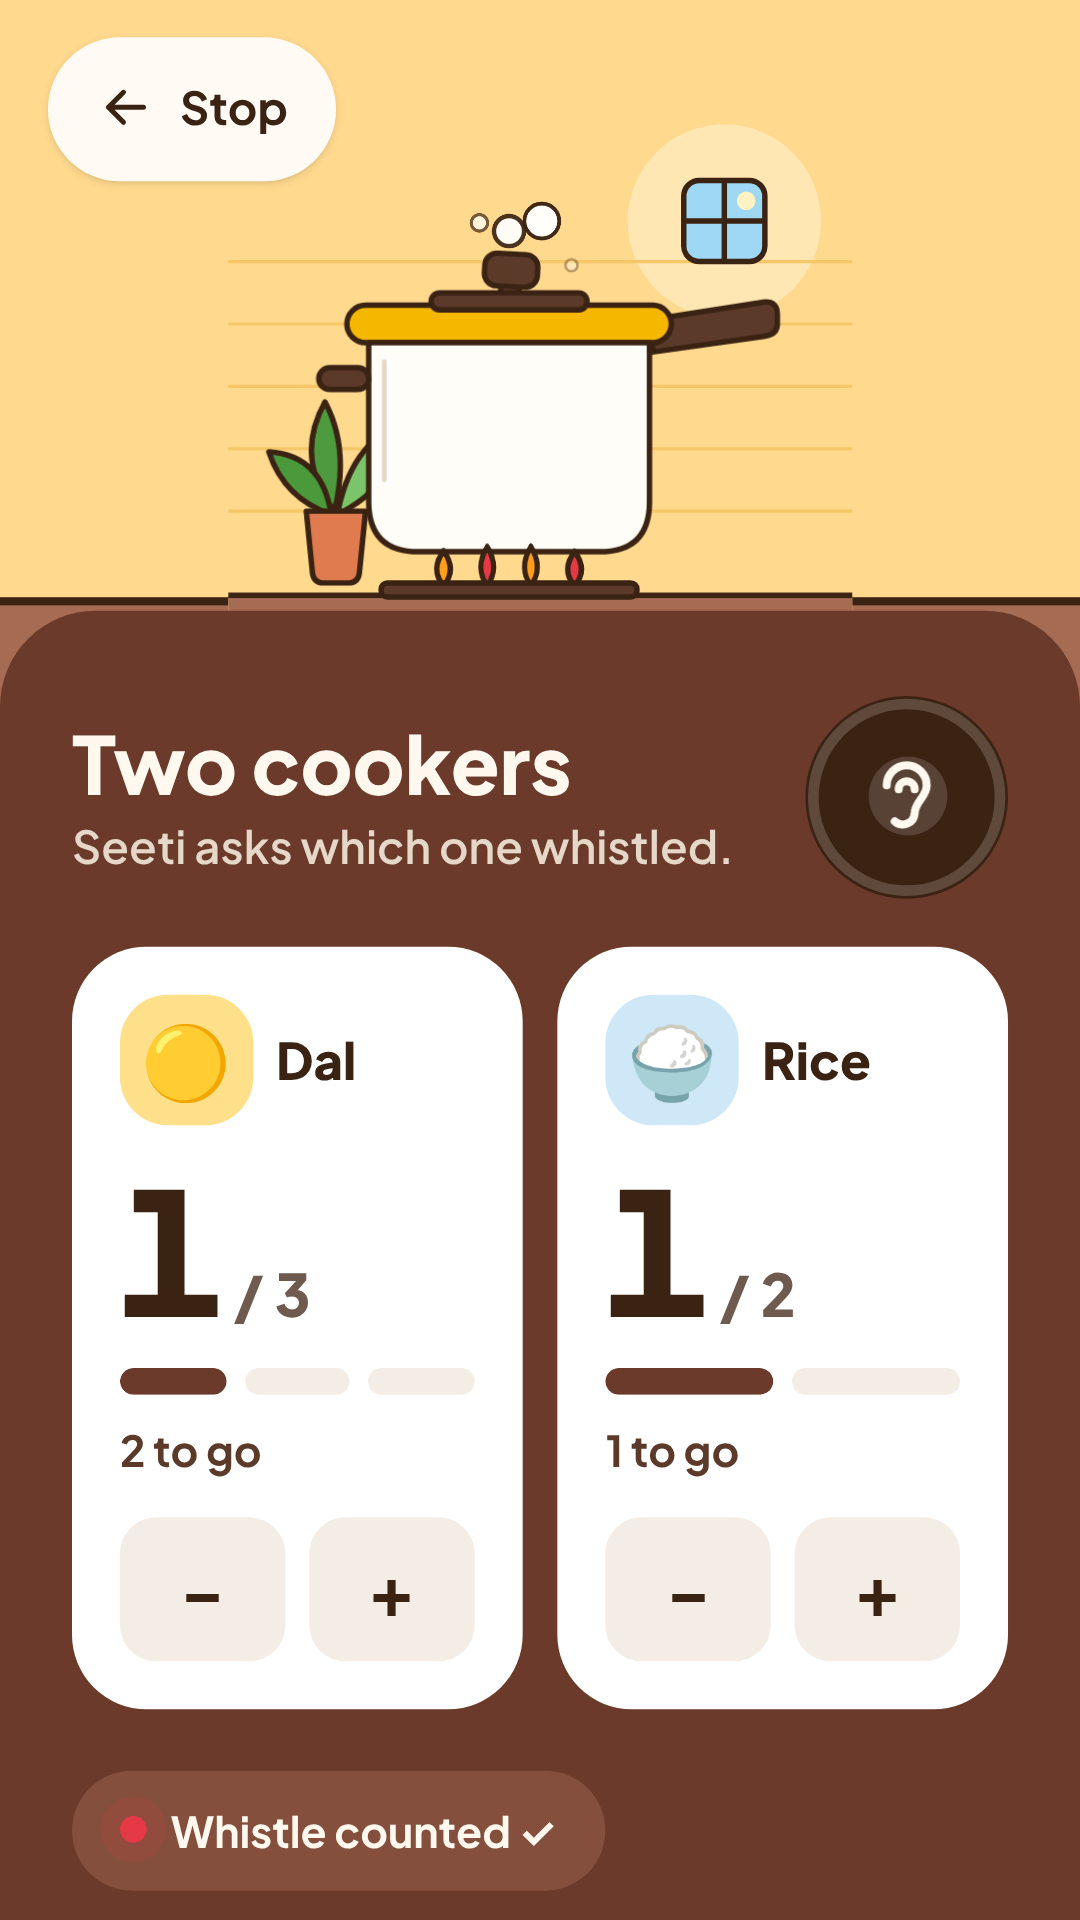 Stop
Two cookers
Seeti asks which one whistled.
Dal
1 / 3
2 to go
− +
Rice
1 / 2
1 to go
− +
Whistle counted ✓